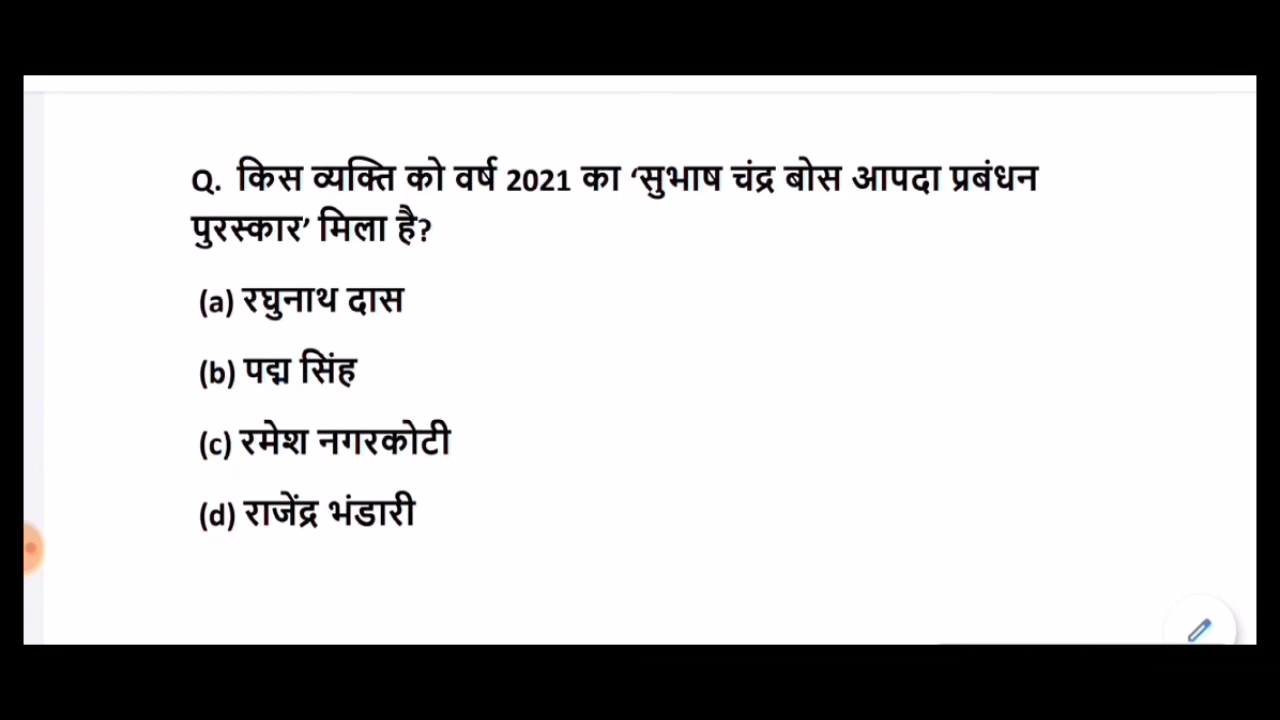 Q. किस व्यक्ति को वर्ष 2021 का ‘सुभाष चंद्र बोस आपदा प्रबंधन
पुरस्कार’ मिला है?
(a) रघुनाथ दास
(b) पद्म सिंह
(c) रमेश नगरकोटी
(d) राजेंद्र भंडारी